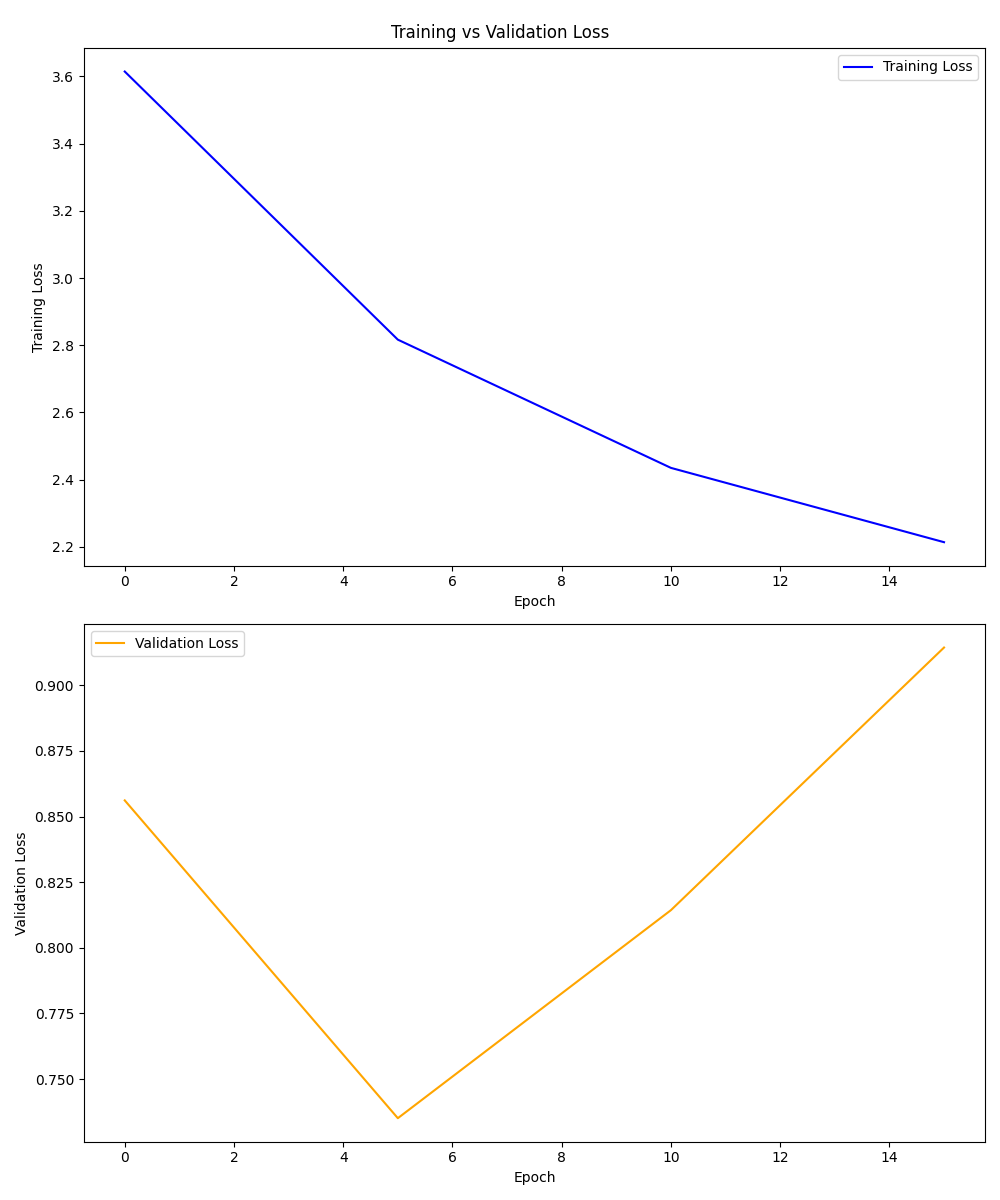 Training vs Validation Loss
Training Loss
3.6
3.4
3.2
3.0
2.8
2.6
2.4
2.2
Training Loss
0 2 4 6 8 10 12 14
Epoch
Validation Loss
0.900
0.875
0.850
0.825
0.800
0.775
0.750
Validation Loss
0 2 4 6 8 10 12 14
Epoch